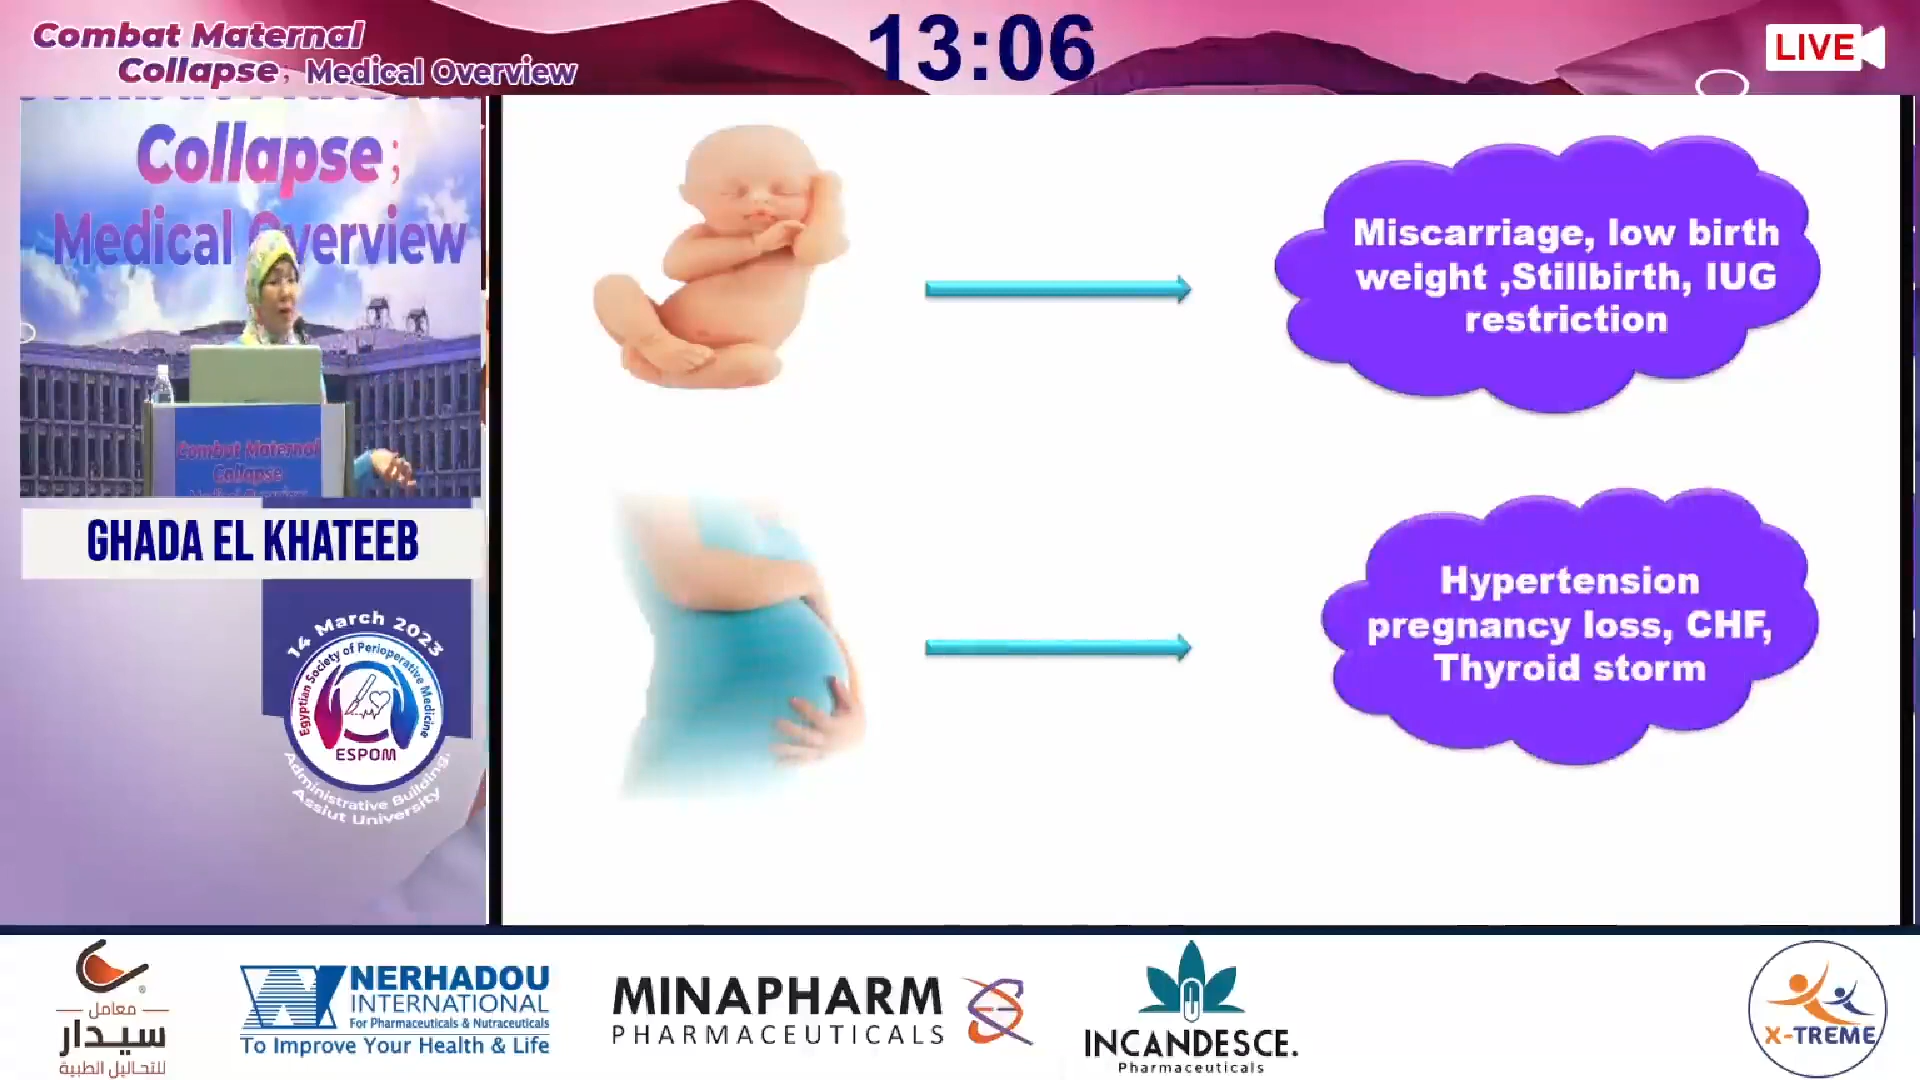 Combat Maternal
Collapse; Medical Overview
13:06
LIVE
Collapse;
Medical Overview
Combat Maternal
Collapse
GHADA EL KHATEEB
14 March 2023
Egyptian Society of Perioperative Medicine
ESPOM
Administrative Building,
Assiut University
Miscarriage, low birth
weight ,Stillbirth, IUG
restriction
Hypertension
pregnancy loss, CHF,
Thyroid storm
معامل
سيدار
للتحاليل الطبية
NERHADOU
INTERNATIONAL
For Pharmaceuticals & Nutraceuticals
To Improve Your Health & Life
MINAPHARM
PHARMACEUTICALS
INCANDESCE.
Pharmaceuticals
X-TREME